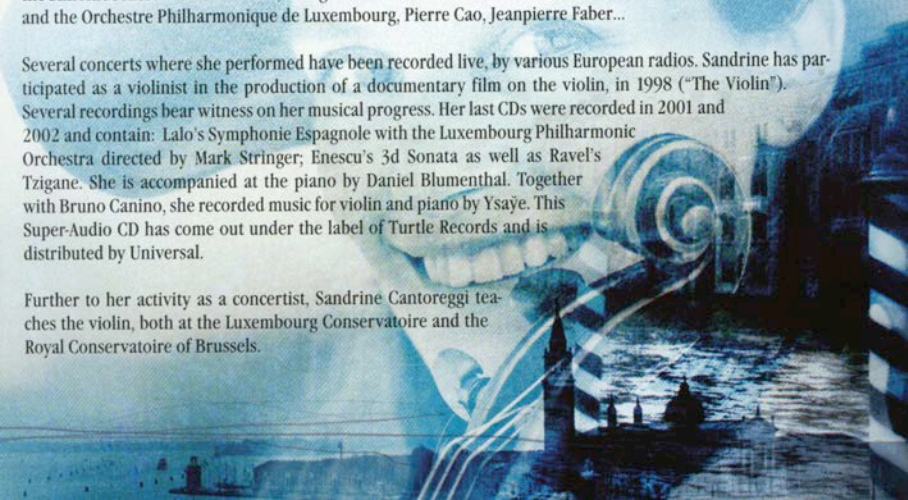 and the Orchestre Philharmonique de Luxembourg, Pierre Cao, Jeanpierre Faber...
Several concerts where she performed have been recorded live, by various European radios. Sandrine has par-
ticipated as a violinist in the production of a documentary film on the violin, in 1998 ("The Violin").
Several recordings bear witness on her musical progress. Her last CDs were recorded in 2001 and
2002 and contain: Lalo's Symphonie Espagnole with the Luxembourg Philharmonic
Orchestra directed by Mark Stringer; Enescu's 3d Sonata as well as Ravel's
Tzigane. She is accompanied at the piano by Daniel Blumenthal. Together
with Bruno Canino, she recorded music for violin and piano by Ysaÿe. This
Super-Audio CD has come out under the label of Turtle Records and is
distributed by Universal.
Further to her activity as a concertist, Sandrine Cantoreggi tea-
ches the violin, both at the Luxembourg Conservatoire and the
Royal Conservatoire of Brussels.